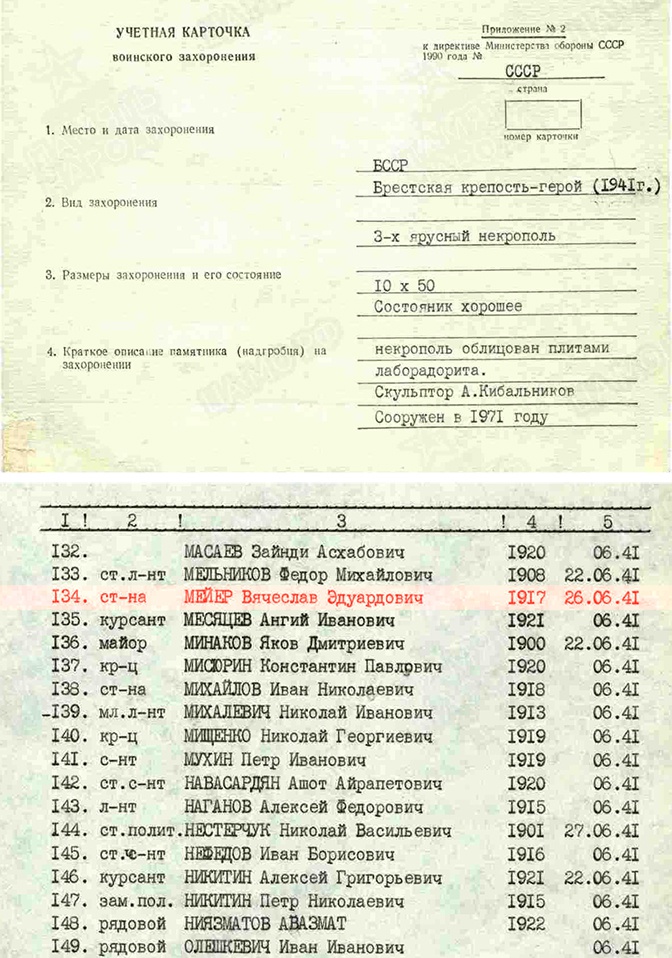 УЧЕТНАЯ КАРТОЧКА
воинского захоронения
Приложение № 2
к директиве Министерства обороны СССР
1990 года №
СССР
страна
номер карточки
1. Место и дата захоронения
БССР
Брестская крепость-герой (1941г.)
2. Вид захоронения
3-х ярусный некрополь
3. Размеры захоронения и его состояние
10 х 50
Состояник хорошее
4. Краткое описание памятника (надгробия) на
захоронении
некрополь облицован плитами
лаборадорита.
Скульптор А.Кибальников
Сооружен в 1971 году
I ! 2 ! 3 ! 4 ! 5
132. МАСАЕВ Зайнди Асхабович 1920 06.41
133. ст.л-нт МЕЛЬНИКОВ Федор Михайлович 1908 22.06.41
134. ст-на МЕЙЕР Вячеслав Эдуардович 1917 26.06.41
135. курсант МЕСЯЦЕВ Ангий Иванович 1921 06.41
136. майор МИНАКОВ Яков Дмитриевич 1900 22.06.41
137. кр-ц МИСЮРИН Константин Павлович 1920 06.41
138. ст-на МИХАЙЛОВ Иван Николаевич 1918 06.41
-139. мл.л-нт МИХАЛЕВИЧ Николай Иванович 1913 06.41
140. кр-ц МИЩЕНКО Николай Георгиевич 1919 06.41
141. с-нт МУХИН Петр Иванович 1919 06.41
142. ст.с-нт НАВАСАРДЯН Ашот Айрапетович 1920 06.41
143. л-нт НАГАНОВ Алексей Федорович 1915 06.41
144. ст.полит.НЕСТЕРЧУК Николай Васильевич 1901 27.06.41
145. ст.с-нт НЕФЕДОВ Иван Борисович 1916 06.41
146. курсант НИКИТИН Алексей Григорьевич 1921 22.06.41
147. зам.пол. НИКИТИН Петр Николаевич 1915 06.41
148. рядовой НИЯЗМАТОВ АВАЗМАТ 1922 06.41
149. рядовой ОЛЕШКЕВИЧ Иван Иванович 06.41